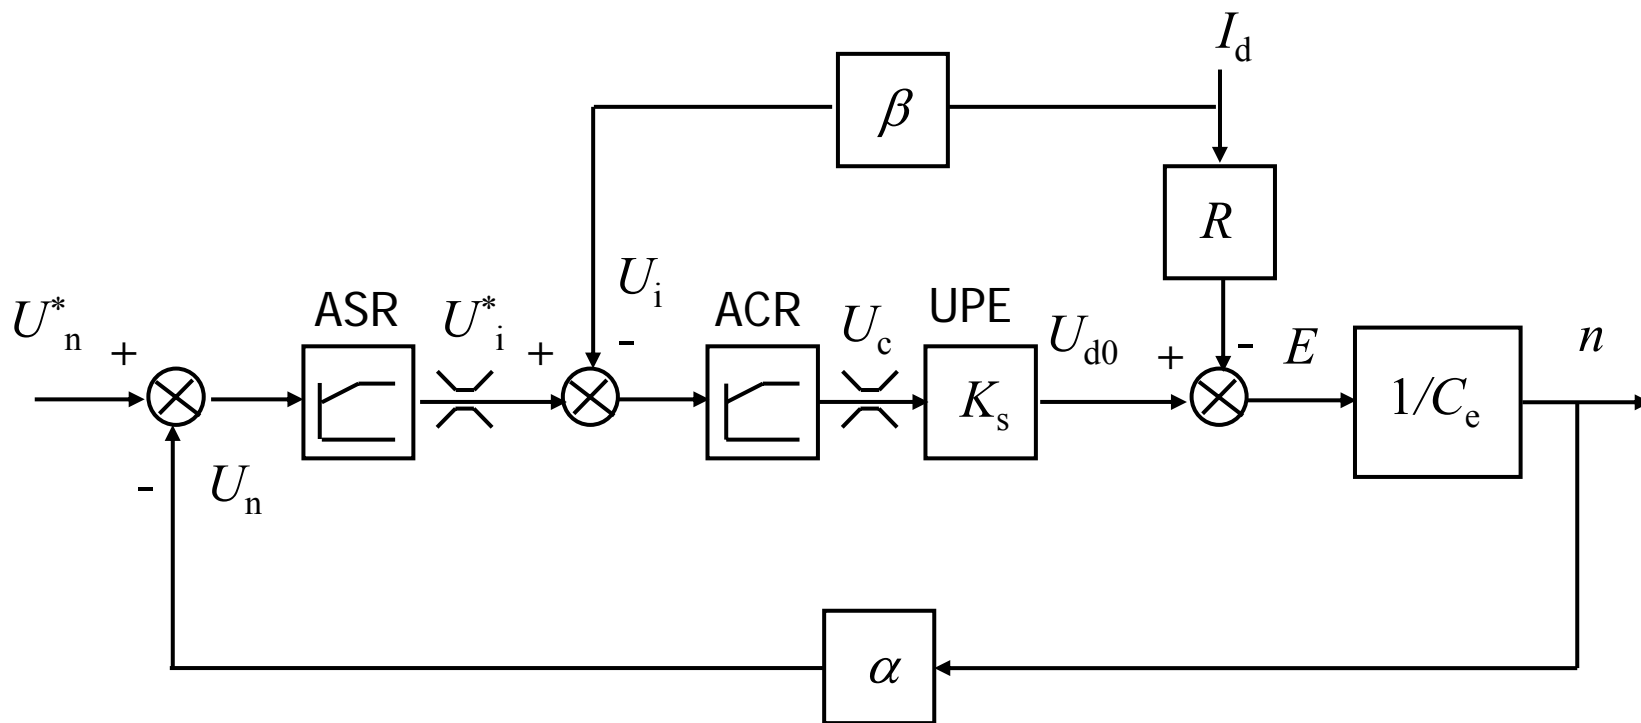 I_d
β
R
U*_n
+
-
U_n
ASR
U*_i
+
U_i
-
ACR
U_c
UPE
K_s
U_d0
+
-
E
1/C_e
n
α